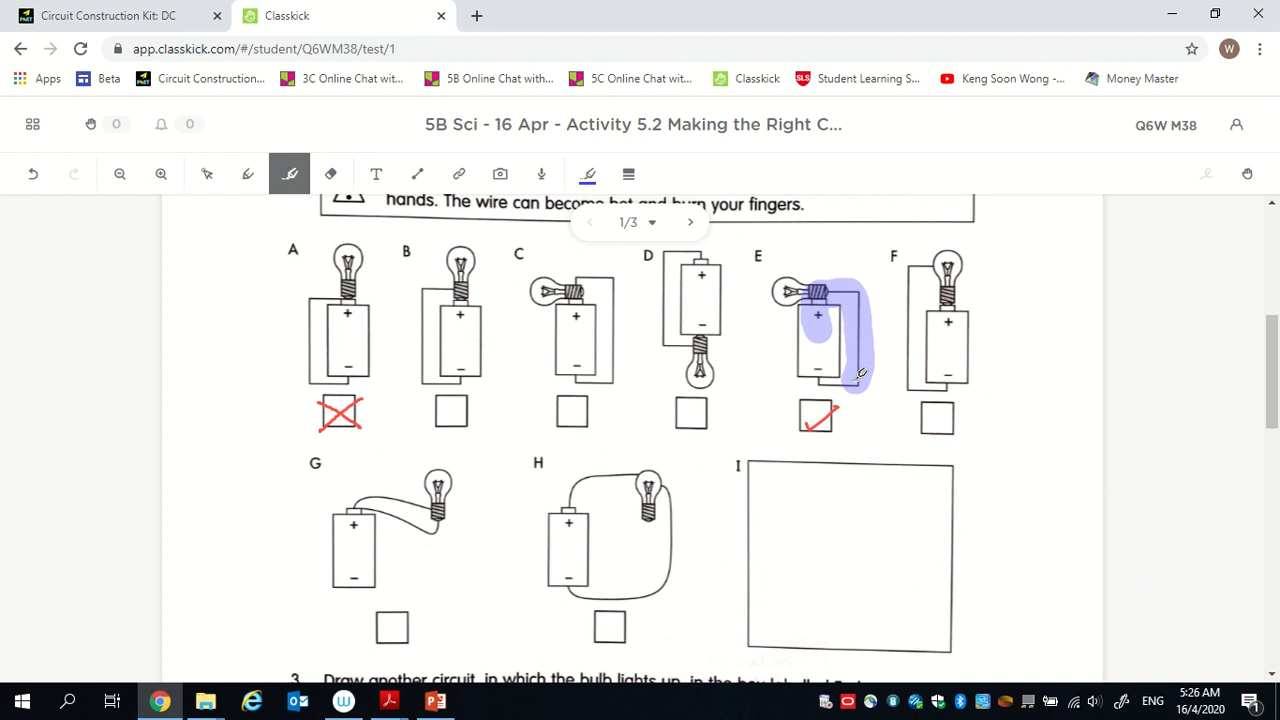 Circuit Construction Kit: DC
Classkick
app.classkick.com/#/student/Q6WM38/test/1
W
Apps
Beta
Circuit Construction...
3C Online Chat wit...
5B Online Chat with...
5C Online Chat wit...
Classkick
SLS
Student Learning S...
Keng Soon Wong -...
Money Master
0
0
5B Sci - 16 Apr - Activity 5.2 Making the Right C...
Q6W M38
T
hands. The wire can become hot and burn your fingers.
1/3
A
B
C
D
E
F
+
+
+
+
+
+
−
−
−
−
−
−
G
H
I
+
+
−
−
3 Draw another circuit, in which the bulb lights up, in the box labelled
ENG
5:26 AM
16/4/2020
1